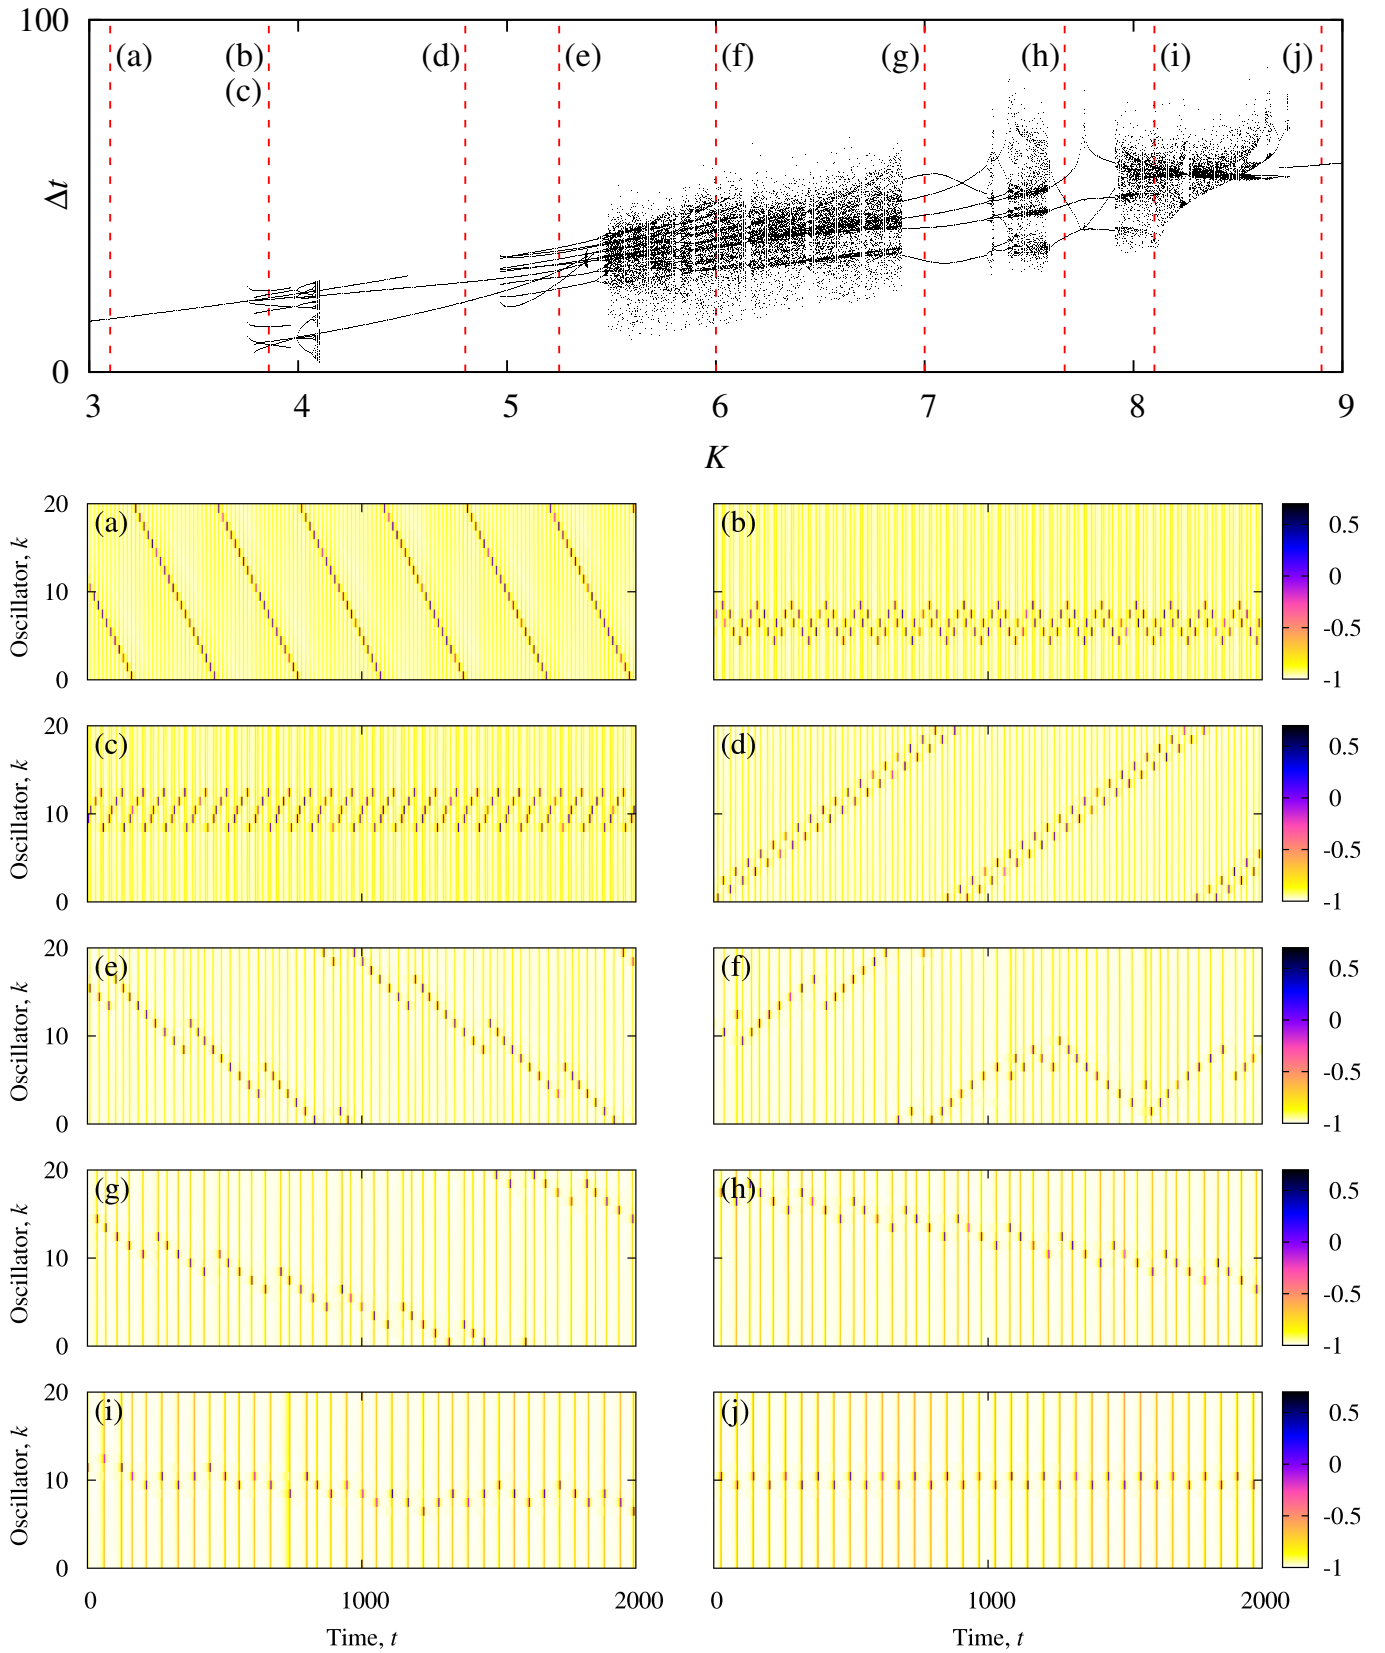 100
(a) (b) (d) (e) (f) (g) (h) (i) (j)
(c)
Δt
0
3 4 5 6 7 8 9
K
20 (a) (b) 0.5
0
10
-0.5
0 -1
Oscillator, k
20 (c) (d) 0.5
0
10
-0.5
0 -1
Oscillator, k
20 (e) (f) 0.5
0
10
-0.5
0 -1
Oscillator, k
20 (g) (h) 0.5
0
10
-0.5
0 -1
Oscillator, k
20 (i) (j) 0.5
0
10
-0.5
0 -1
Oscillator, k
0 1000 2000 0 1000 2000
Time, t Time, t